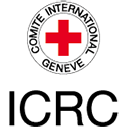 COMITE INTERNATIONAL
GENEVE
ICRC